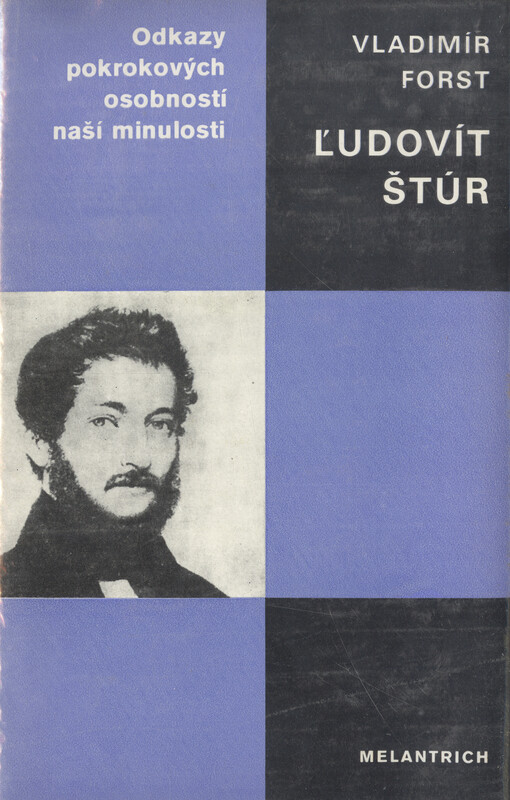 Odkazy
pokrokových
osobností
naší minulosti
VLADIMÍR
FORST
ĽUDOVÍT
ŠTÚR
MELANTRICH